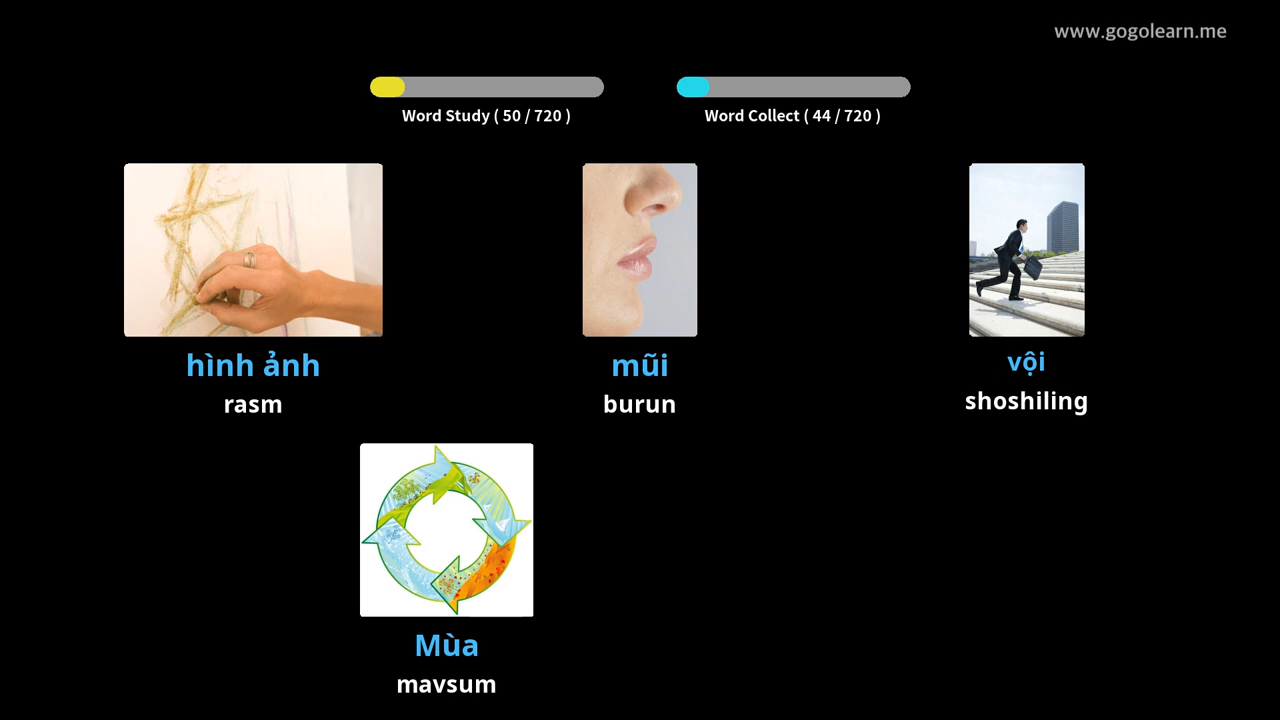 www.gogolearn.me
Word Study ( 50 / 720 )
Word Collect ( 44 / 720 )
hình ảnh
rasm
mũi
burun
vội
shoshiling
Mùa
mavsum